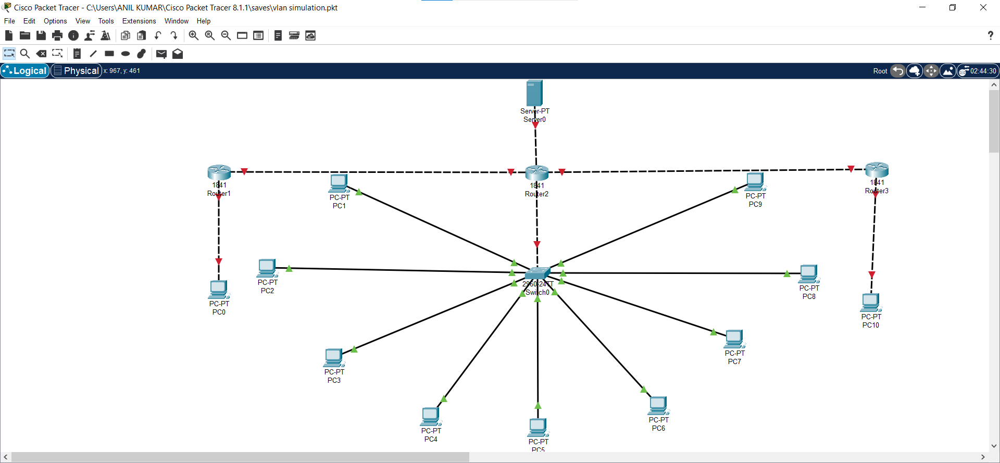 Cisco Packet Tracer - C:\Users\ANIL KUMAR\Cisco Packet Tracer 8.1.1\saves\vlan simulation.pkt
File Edit Options View Tools Extensions Window Help
?
Logical Physical x: 967, y: 461 Root 02:44:30
Server-PT
Server0
1841
Router1
PC-PT
PC1
1841
Router2
PC-PT
PC9
1841
Router3
PC-PT
PC2
2960-24TT
Switch0
PC-PT
PC8
PC-PT
PC0
PC-PT
PC10
PC-PT
PC7
PC-PT
PC3
PC-PT
PC6
PC-PT
PC4
PC-PT
PC5